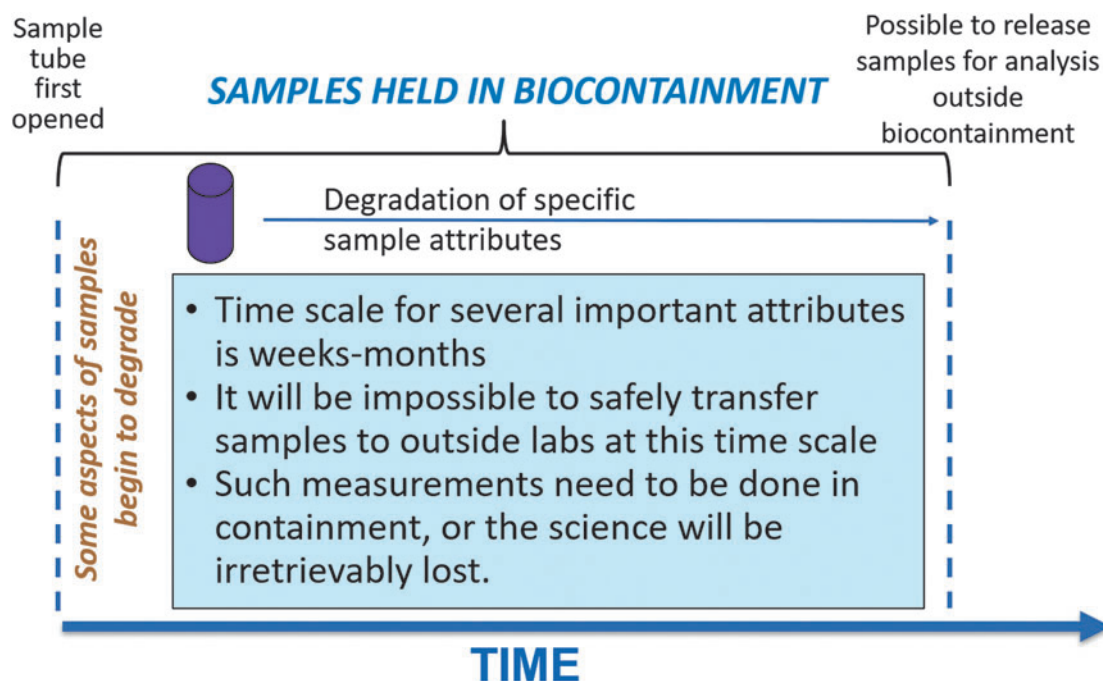 Sample
tube
first
opened
SAMPLES HELD IN BIOCONTAINMENT
Possible to release
samples for analysis
outside
biocontainment
Degradation of specific
sample attributes
Some aspects of samples
begin to degrade
• Time scale for several important attributes
is weeks-months
• It will be impossible to safely transfer
samples to outside labs at this time scale
• Such measurements need to be done in
containment, or the science will be
irretrievably lost.
TIME